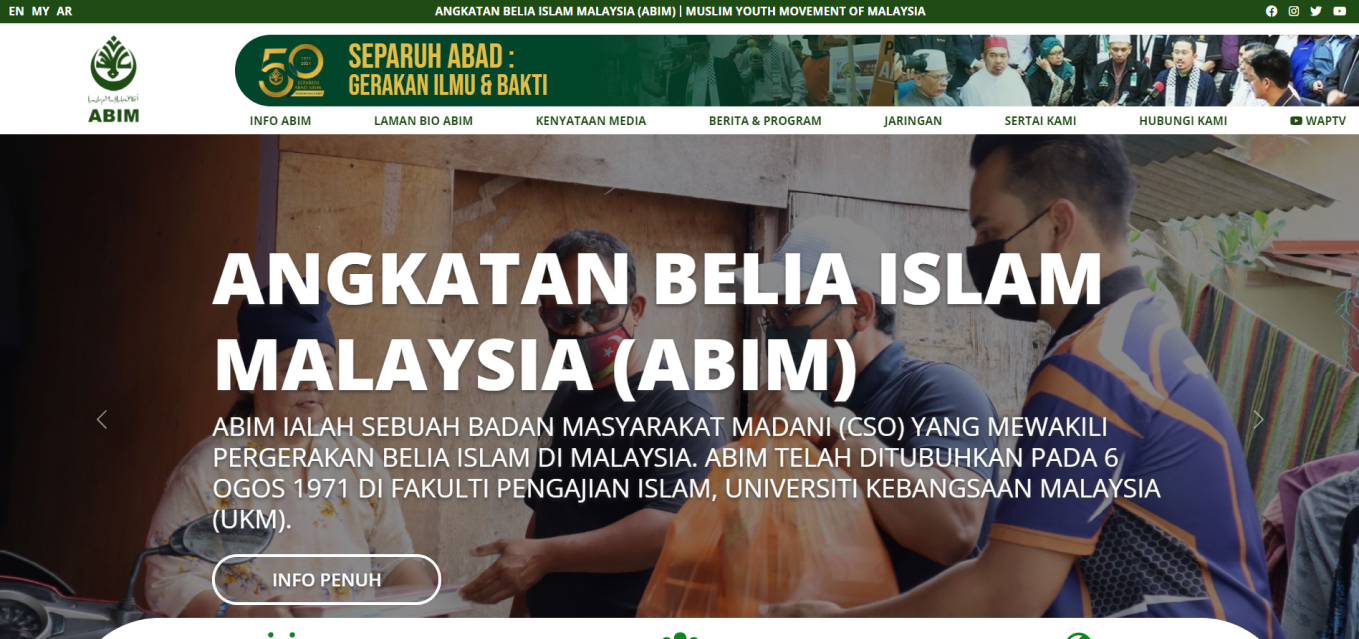 EN MY AR
ANGKATAN BELIA ISLAM MALAYSIA (ABIM) | MUSLIM YOUTH MOVEMENT OF MALAYSIA
ABIM
50
SEPARUH ABAD :
GERAKAN ILMU & BAKTI
INFO ABIM
LAMAN BIO ABIM
KENYATAAN MEDIA
BERITA & PROGRAM
JARINGAN
SERTAI KAMI
HUBUNGI KAMI
WAPTV
ANGKATAN BELIA ISLAM
MALAYSIA (ABIM)
ABIM IALAH SEBUAH BADAN MASYARAKAT MADANI (CSO) YANG MEWAKILI
PERGERAKAN BELIA ISLAM DI MALAYSIA. ABIM TELAH DITUBUHKAN PADA 6
OGOS 1971 DI FAKULTI PENGAJIAN ISLAM, UNIVERSITI KEBANGSAAN MALAYSIA
(UKM).
INFO PENUH